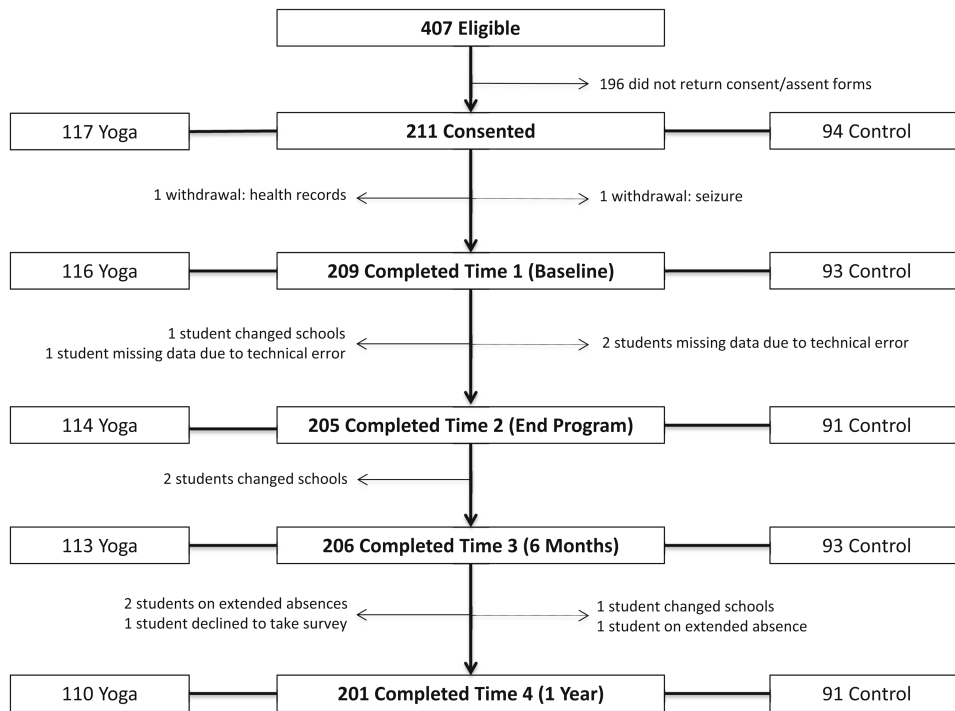 407 Eligible
196 did not return consent/assent forms
117 Yoga
211 Consented
94 Control
1 withdrawal: health records
1 withdrawal: seizure
116 Yoga
209 Completed Time 1 (Baseline)
93 Control
1 student changed schools
1 student missing data due to technical error
2 students missing data due to technical error
114 Yoga
205 Completed Time 2 (End Program)
91 Control
2 students changed schools
113 Yoga
206 Completed Time 3 (6 Months)
93 Control
2 students on extended absences
1 student declined to take survey
1 student changed schools
1 student on extended absence
110 Yoga
201 Completed Time 4 (1 Year)
91 Control